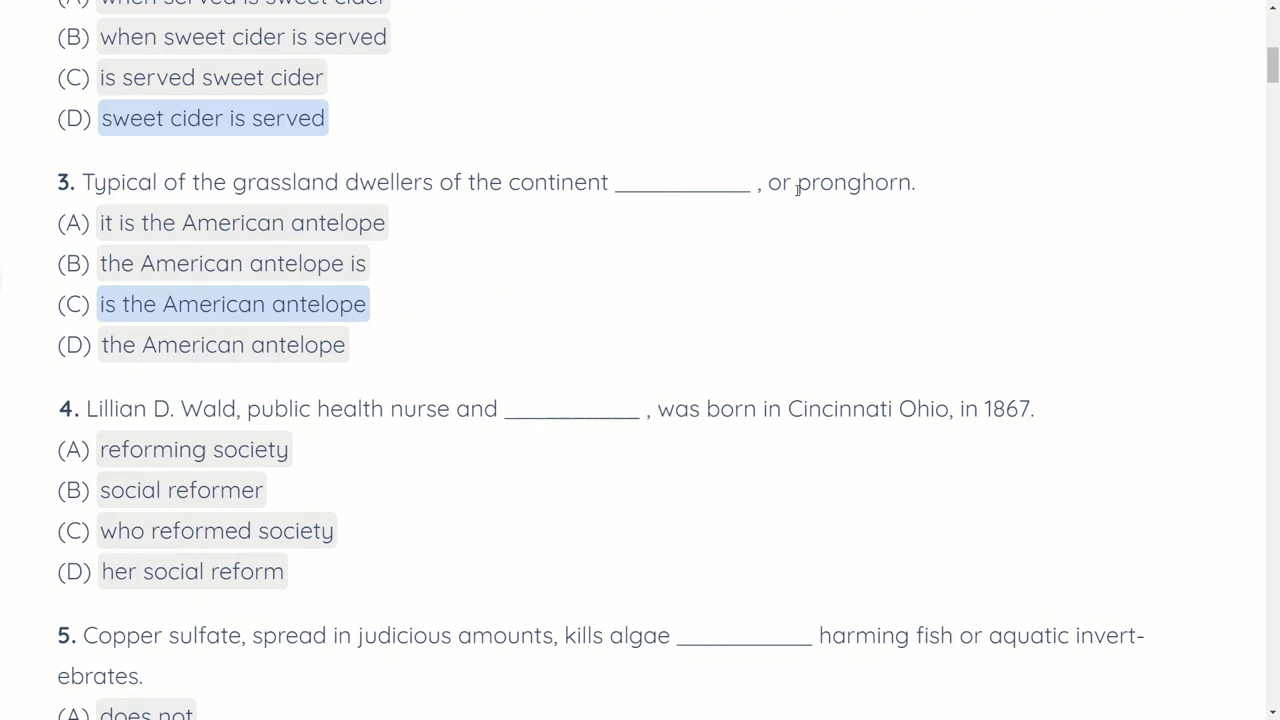 (A) when served is sweet cider
(B) when sweet cider is served
(C) is served sweet cider
(D) sweet cider is served
3. Typical of the grassland dwellers of the continent ___________ , or pronghorn.
(A) it is the American antelope
(B) the American antelope is
(C) is the American antelope
(D) the American antelope
4. Lillian D. Wald, public health nurse and ___________ , was born in Cincinnati Ohio, in 1867.
(A) reforming society
(B) social reformer
(C) who reformed society
(D) her social reform
5. Copper sulfate, spread in judicious amounts, kills algae ___________ harming fish or aquatic invert-
ebrates.
(A) does not